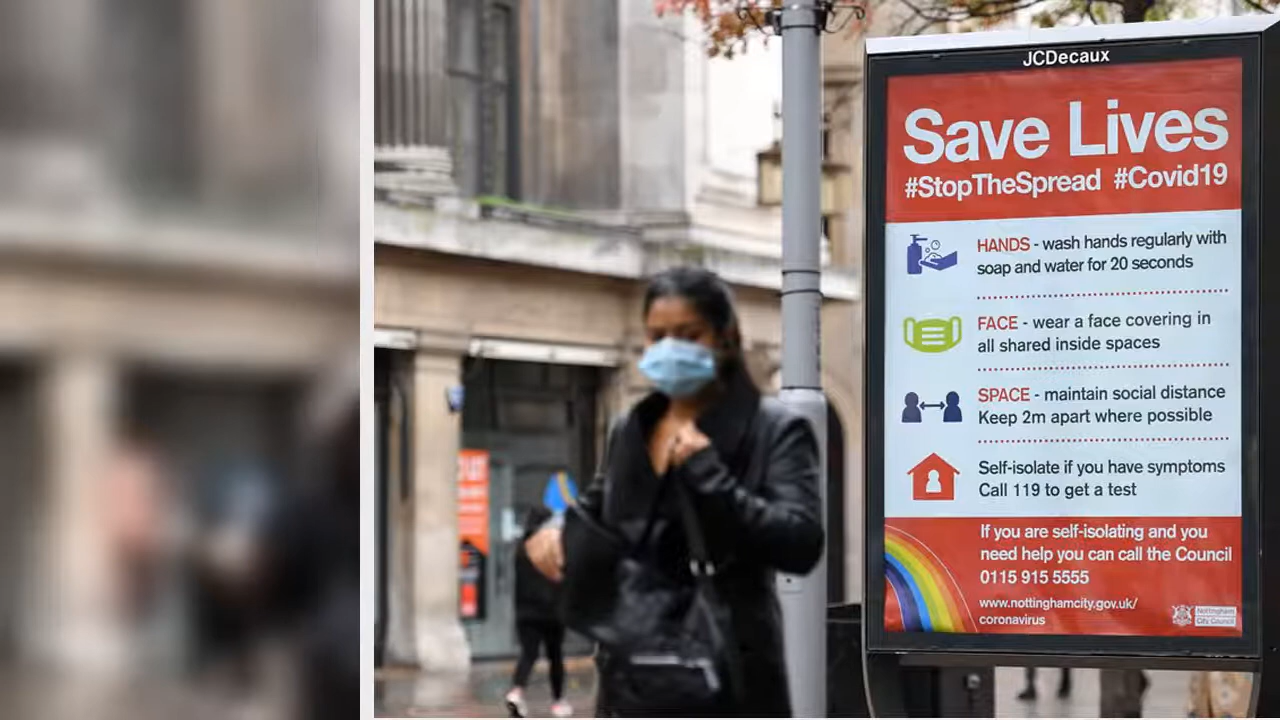 JCDecaux
Save Lives
#StopTheSpread #Covid19
HANDS - wash hands regularly with
soap and water for 20 seconds
FACE - wear a face covering in
all shared inside spaces
SPACE - maintain social distance
Keep 2m apart where possible
Self-isolate if you have symptoms
Call 119 to get a test
If you are self-isolating and you
need help you can call the Council
0115 915 5555
www.nottinghamcity.gov.uk/
coronavirus
Nottingham
City Council